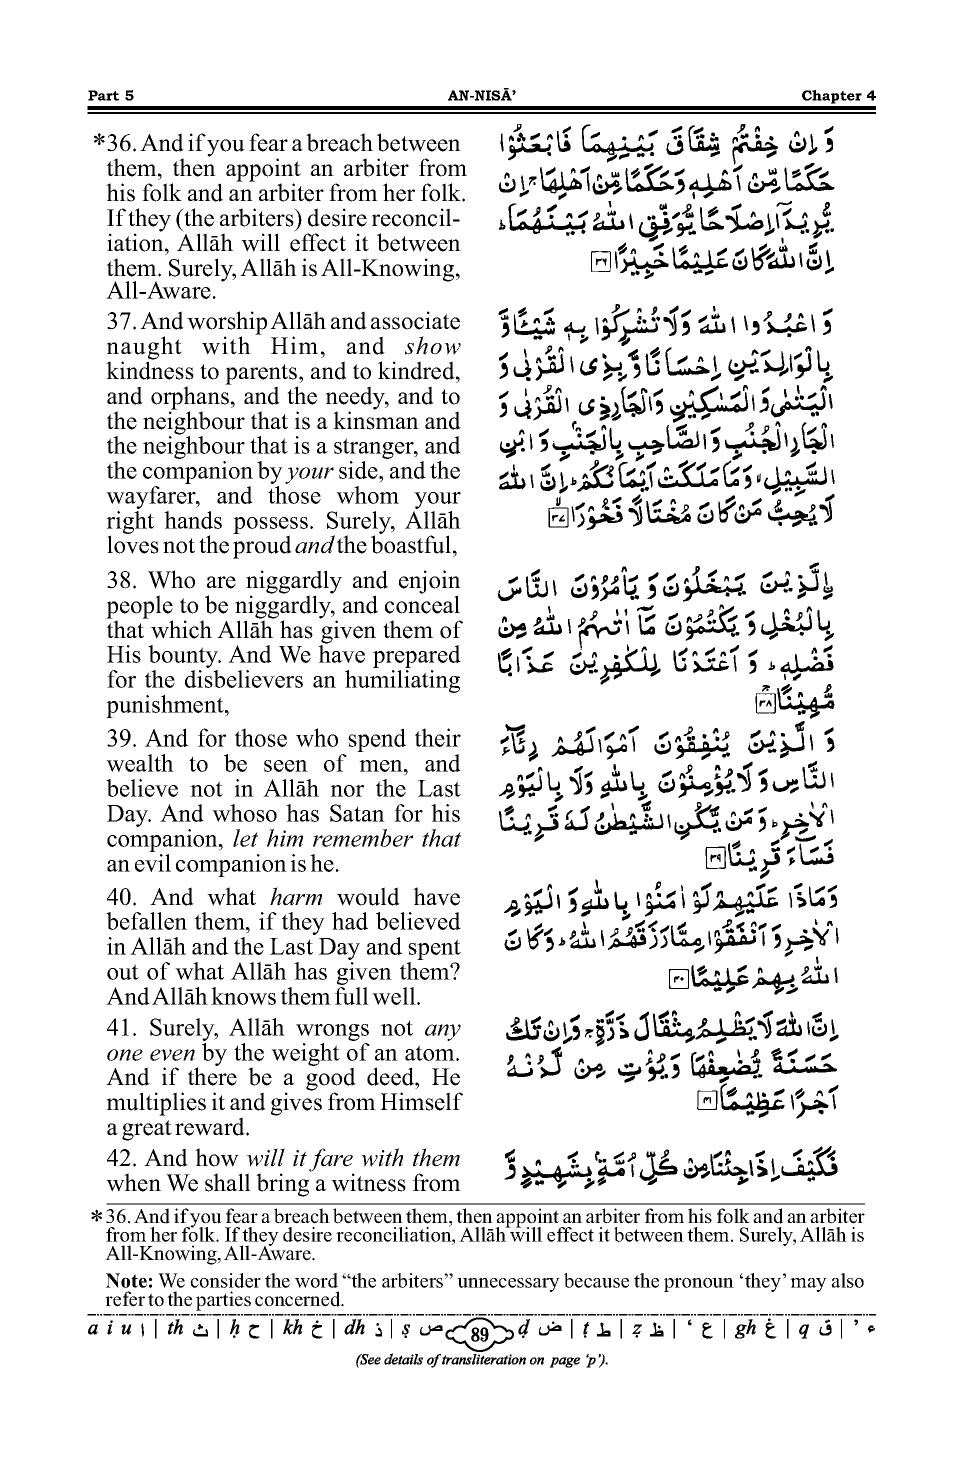 Part 5 AN-NISĀ’ Chapter 4
*36. And if you fear a breach between
them, then appoint an arbiter from
his folk and an arbiter from her folk.
If they (the arbiters) desire reconcil-
iation, Allāh will effect it between
them. Surely, Allāh is All-Knowing,
All-Aware.
وَ اِنۡ خِفۡتُمۡ شِقَاقَ بَيۡنِهِمَا فَابۡعَثُوۡا
حَكَمًا مِّنۡ اَهۡلِهٖ وَحَكَمًا مِّنۡ اَهۡلِهَا ۚ اِنۡ
يُّرِيۡدَاۤ اِصۡلَاحًا يُّوَفِّقِ اللّٰهُ بَيۡنَهُمَا ؕ
اِنَّ اللّٰهَ كَانَ عَلِيۡمًا خَبِيۡرًا ۳۶
37. And worship Allāh and associate
naught with Him, and show
kindness to parents, and to kindred,
and orphans, and the needy, and to
the neighbour that is a kinsman and
the neighbour that is a stranger, and
the companion by your side, and the
wayfarer, and those whom your
right hands possess. Surely, Allāh
loves not the proud and the boastful,
وَ اعۡبُدُوا اللّٰهَ وَلَا تُشۡرِكُوۡا بِهٖ شَيۡـًٔا وَّ
بِالۡوَالِدَيۡنِ اِحۡسَانًا وَّ بِذِى الۡقُرۡبٰى وَ
الۡيَتٰمٰى وَ الۡمَسٰكِيۡنِ وَالۡجَارِ ذِى الۡقُرۡبٰى وَ
الۡجَارِ الۡجُنُبِ وَ الصَّاحِبِ بِالۡجَنۡۢبِ وَ ابۡنِ
السَّبِيۡلِ ۙ وَ مَا مَلَكَتۡ اَيۡمَانُكُمۡ ؕ اِنَّ اللّٰهَ
لَا يُحِبُّ مَنۡ كَانَ مُخۡتَالًا فَخُوۡرَا ۳۷
38. Who are niggardly and enjoin
people to be niggardly, and conceal
that which Allāh has given them of
His bounty. And We have prepared
for the disbelievers an humiliating
punishment,
اِۨلَّذِيۡنَ يَبۡخَلُوۡنَ وَ يَاۡمُرُوۡنَ النَّاسَ
بِالۡبُخۡلِ وَ يَكۡتُمُوۡنَ مَاۤ اٰتٰٮهُمُ اللّٰهُ مِنۡ
فَضۡلِهٖ ؕ وَ اَعۡتَدۡنَا لِلۡكٰفِرِيۡنَ عَذَابًا
مُّهِيۡنًا ۳۸
39. And for those who spend their
wealth to be seen of men, and
believe not in Allāh nor the Last
Day. And whoso has Satan for his
companion, let him remember that
an evil companion is he.
وَ الَّذِيۡنَ يُنۡفِقُوۡنَ اَمۡوَالَهُمۡ رِئَآءَ
النَّاسِ وَ لَا يُؤۡمِنُوۡنَ بِاللّٰهِ وَلَا بِالۡيَوۡمِ
الۡاٰخِرِ ؕ وَ مَنۡ يَّكُنِ الشَّيۡطٰنُ لَهٗ قَرِيۡنًا
فَسَآءَ قَرِيۡنًا ۳۹
40. And what harm would have
befallen them, if they had believed
in Allāh and the Last Day and spent
out of what Allāh has given them?
And Allāh knows them full well.
وَمَاذَا عَلَيۡهِمۡ لَوۡ اٰمَنُوۡا بِاللّٰهِ وَ الۡيَوۡمِ
الۡاٰخِرِ وَ اَنۡفَقُوۡا مِمَّا رَزَقَهُمُ اللّٰهُ ؕ وَ كَانَ
اللّٰهُ بِهِمۡ عَلِيۡمًا ۴۰
41. Surely, Allāh wrongs not any
one even by the weight of an atom.
And if there be a good deed, He
multiplies it and gives from Himself
a great reward.
اِنَّ اللّٰهَ لَا يَظۡلِمُ مِثۡقَالَ ذَرَّةٍ ۚ وَاِنۡ تَكُ
حَسَنَةً يُّضٰعِفۡهَا وَ يُؤۡتِ مِنۡ لَّدُنۡهُ
اَجۡرًا عَظِيۡمًا ۴۱
42. And how will it fare with them
when We shall bring a witness from
فَكَيۡفَ اِذَا جِئۡنَا مِنۡ كُلِّ اُمَّةٍۭ بِشَهِيۡدٍ وَّ
*36. And if you fear a breach between them, then appoint an arbiter from his folk and an arbiter
from her folk. If they desire reconciliation, Allāh will effect it between them. Surely, Allāh is
All-Knowing, All-Aware.
Note: We consider the word “the arbiters” unnecessary because the pronoun ‘they’ may also
refer to the parties concerned.
a i u ا | th ث | ḥ ح | kh خ | dh ذ | ṣ ص 89 ḍ ض | ṭ ط | ẓ ظ | ‘ ع | gh غ | q ق | ’ ء
(See details of transliteration on page ‘p’).